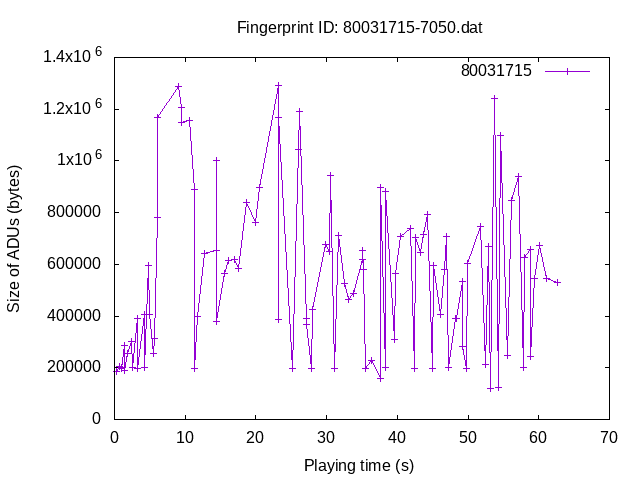 Fingerprint ID: 80031715-7050.dat
80031715
Size of ADUs (bytes)
1.4x10^6
1.2x10^6
1x10^6
800000
600000
400000
200000
0
0 10 20 30 40 50 60 70
Playing time (s)